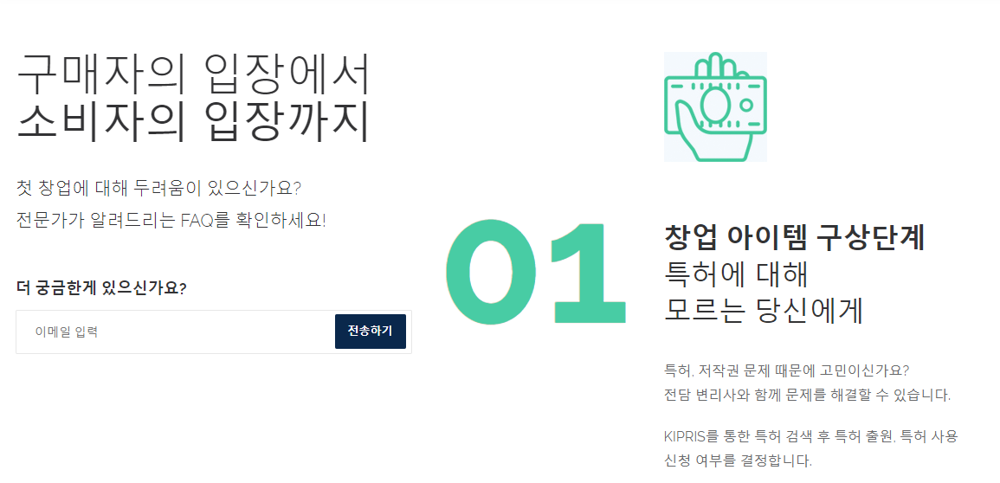 구매자의 입장에서
소비자의 입장까지
첫 창업에 대해 두려움이 있으신가요?
전문가가 알려드리는 FAQ를 확인하세요!
더 궁금한게 있으신가요?
이메일 입력
전송하기
01
창업 아이템 구상단계
특허에 대해
모르는 당신에게
특허, 저작권 문제 때문에 고민이신가요?
전담 변리사와 함께 문제를 해결할 수 있습니다.
KIPRIS를 통한 특허 검색 후 특허 출원, 특허 사용
신청 여부를 결정합니다.